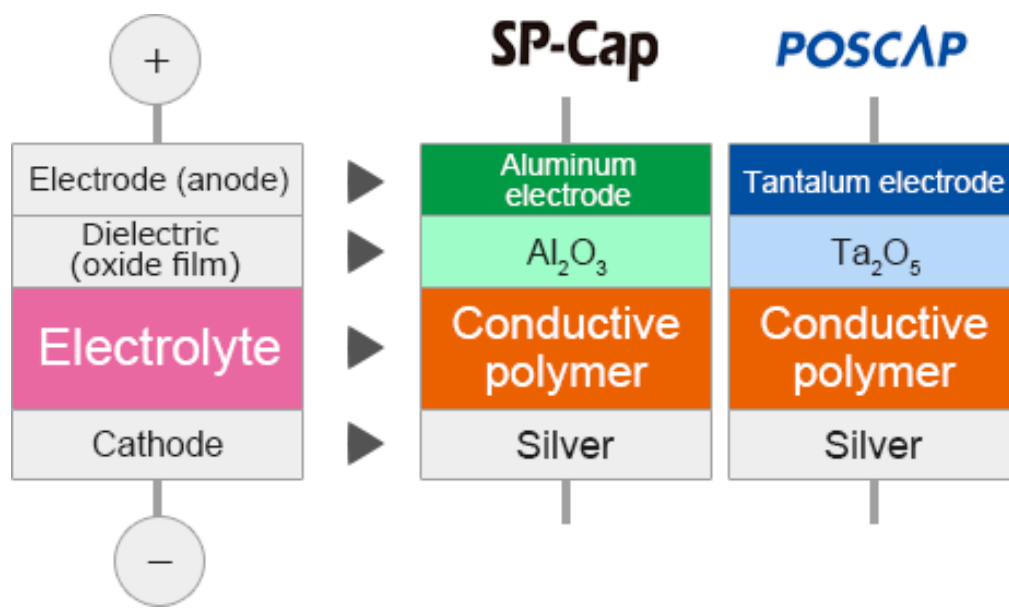 +
SP-Cap
POSCAP
Electrode (anode)
Aluminum
electrode
Tantalum electrode
Dielectric
(oxide film)
Al₂O₃
Ta₂O₅
Electrolyte
Conductive
polymer
Conductive
polymer
Cathode
Silver
Silver
−